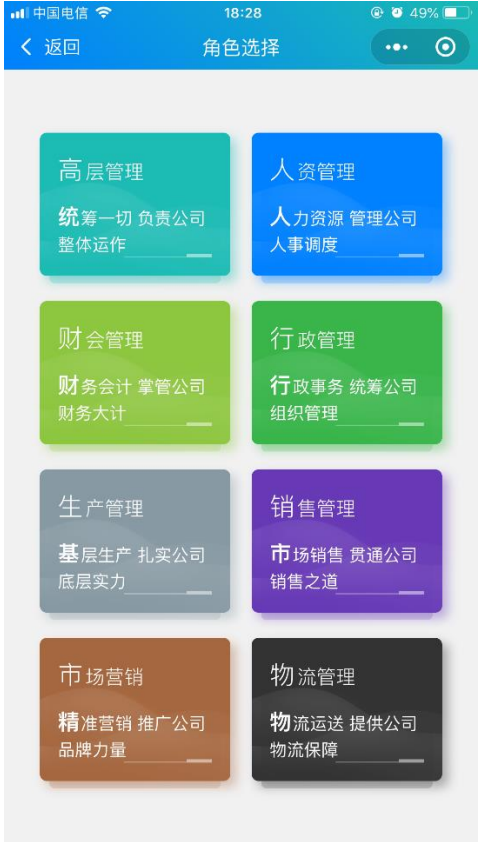 中国电信 18:28 49%
返回 角色选择
高层管理
统筹一切 负责公司
整体运作
人资管理
人力资源 管理公司
人事调度
财会管理
财务会计 掌管公司
财务大计
行政管理
行政事务 统筹公司
组织管理
生产管理
基层生产 扎实公司
底层实力
销售管理
市场销售 贯通公司
销售之道
市场营销
精准营销 推广公司
品牌力量
物流管理
物流运送 提供公司
物流保障